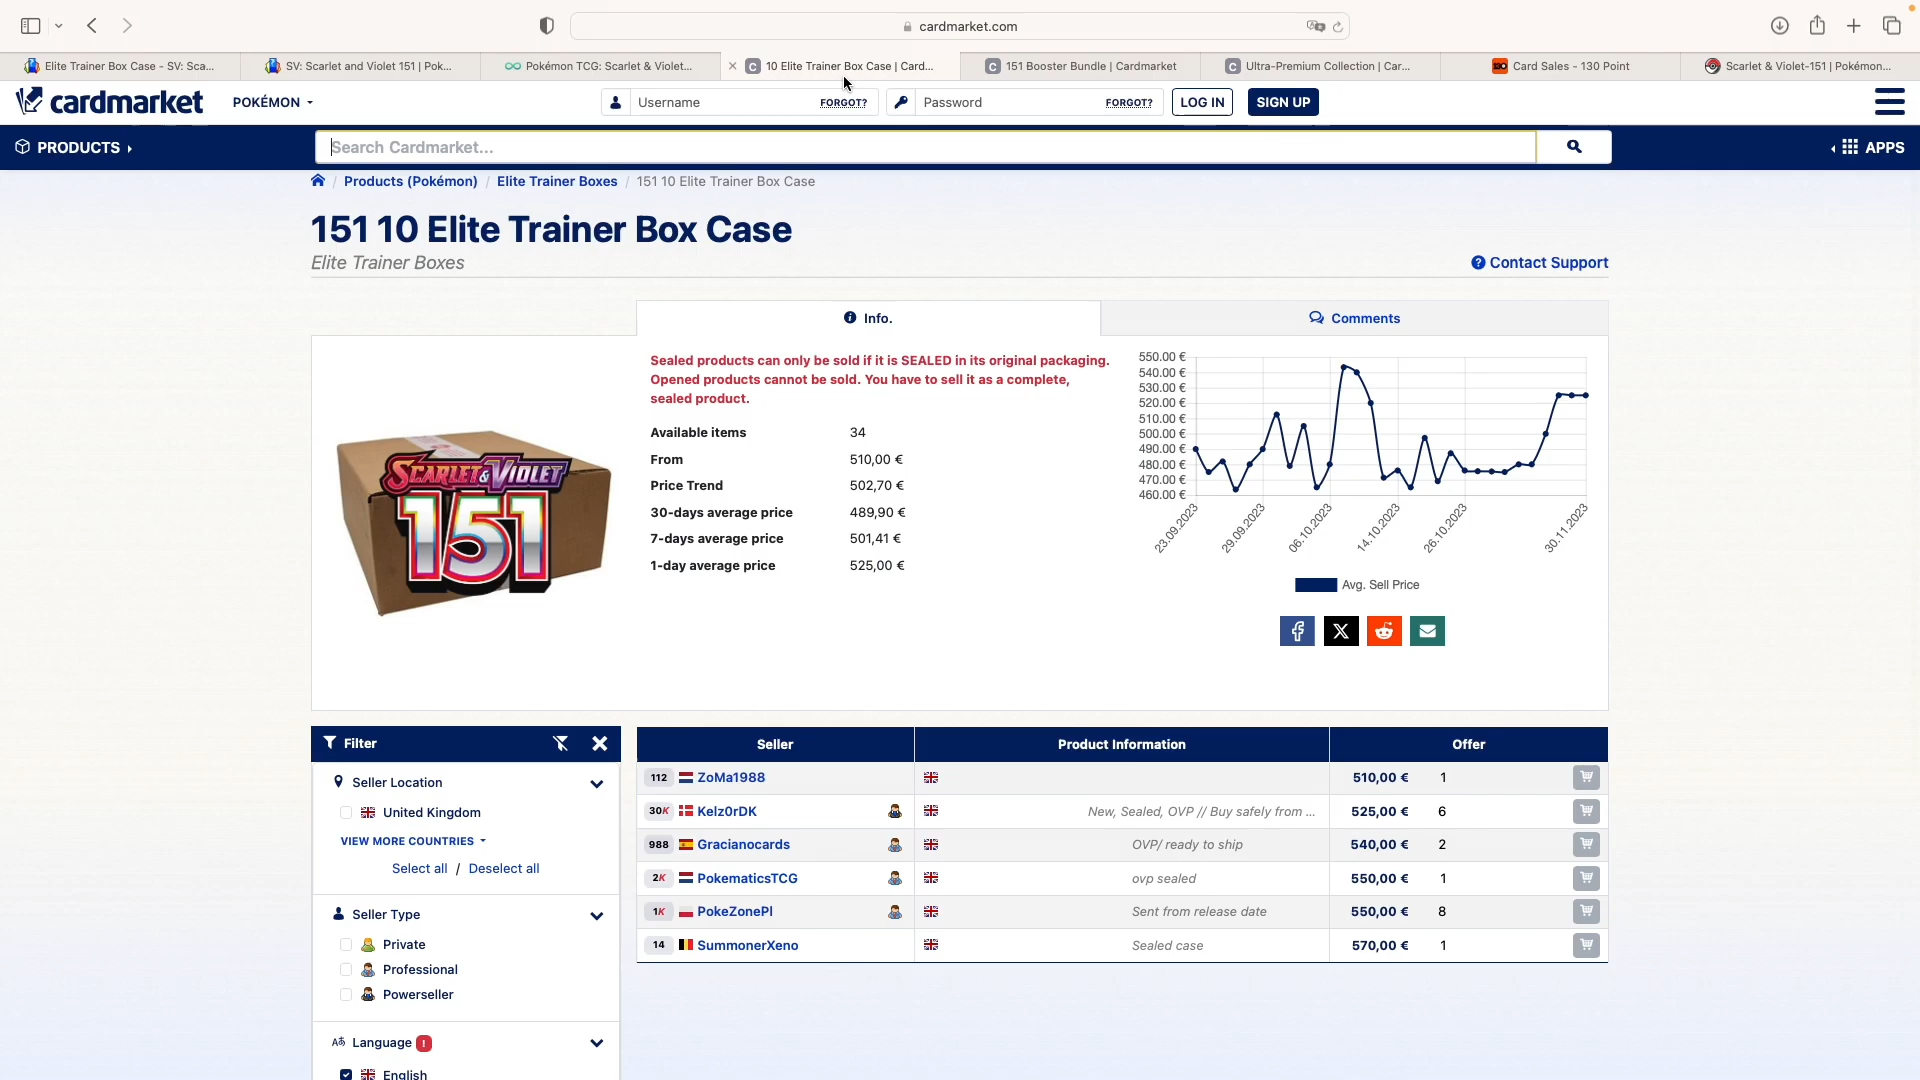 cardmarket.com
Elite Trainer Box Case - SV: Sca...
SV: Scarlet and Violet 151 | Pok...
Pokémon TCG: Scarlet & Violet...
10 Elite Trainer Box Case | Card...
151 Booster Bundle | Cardmarket
Ultra-Premium Collection | Car...
Card Sales - 130 Point
Scarlet & Violet-151 | Pokémon...
cardmarket
POKÉMON
Username
FORGOT?
Password
FORGOT?
LOG IN
SIGN UP
PRODUCTS
Search Cardmarket...
APPS
/ Products (Pokémon) / Elite Trainer Boxes / 151 10 Elite Trainer Box Case
151 10 Elite Trainer Box Case
Elite Trainer Boxes
Contact Support
Info.
Comments
SCARLET & VIOLET
151
Sealed products can only be sold if it is SEALED in its original packaging.
Opened products cannot be sold. You have to sell it as a complete,
sealed product.
Available items 34
From 510,00 €
Price Trend 502,70 €
30-days average price 489,90 €
7-days average price 501,41 €
1-day average price 525,00 €
550.00 €
540.00 €
530.00 €
520.00 €
510.00 €
500.00 €
490.00 €
480.00 €
470.00 €
460.00 €
23.09.2023
29.09.2023
06.10.2023
14.10.2023
26.10.2023
30.11.2023
Avg. Sell Price
Filter
Seller Location
United Kingdom
VIEW MORE COUNTRIES
Select all / Deselect all
Seller Type
Private
Professional
Powerseller
Language !
English
Seller Product Information Offer
112 ZoMa1988 510,00 € 1
30K Kelz0rDK New, Sealed, OVP // Buy safely from ... 525,00 € 6
988 Gracianocards OVP/ ready to ship 540,00 € 2
2K PokematicsTCG ovp sealed 550,00 € 1
1K PokeZonePl Sent from release date 550,00 € 8
14 SummonerXeno Sealed case 570,00 € 1